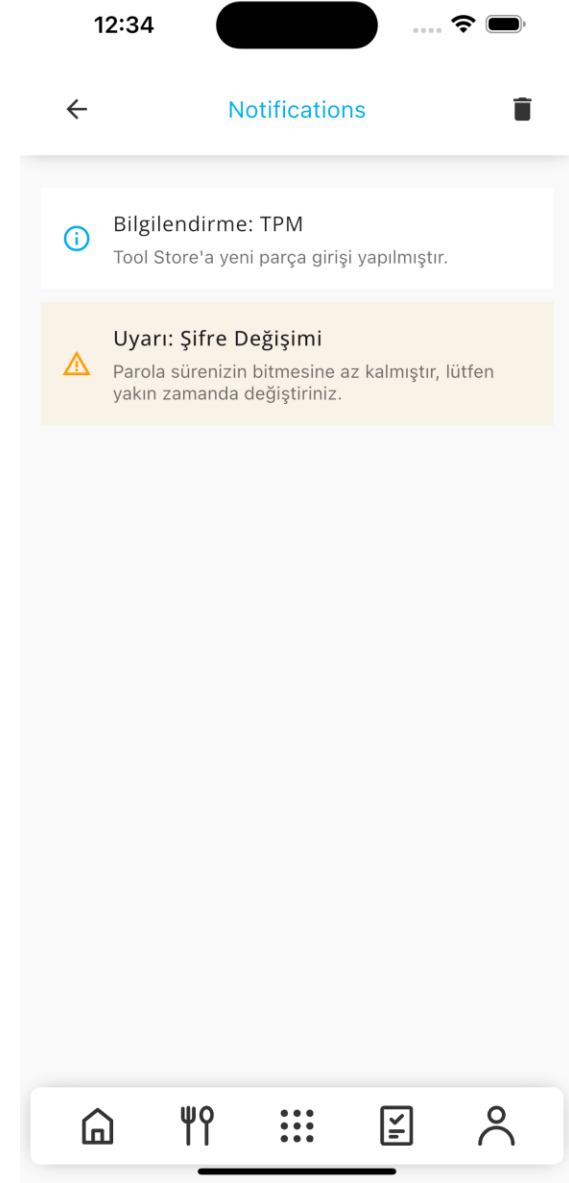 12:34
Notifications
Bilgilendirme: TPM
Tool Store'a yeni parça girişi yapılmıştır.
Uyarı: Şifre Değişimi
Parola sürenizin bitmesine az kalmıştır, lütfen
yakın zamanda değiştiriniz.